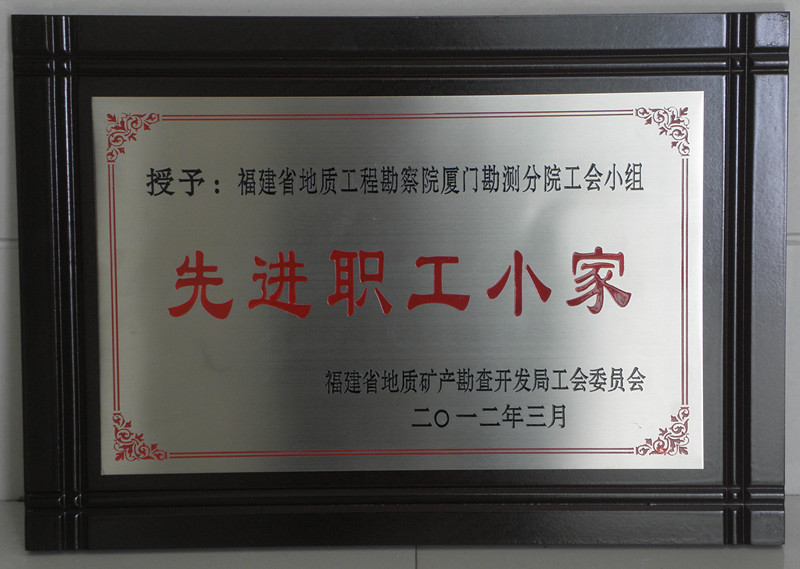 授予：福建省地质工程勘察院厦门勘测分院工会小组
先进职工小家
福建省地质矿产勘查开发局工会委员会
二〇一二年三月